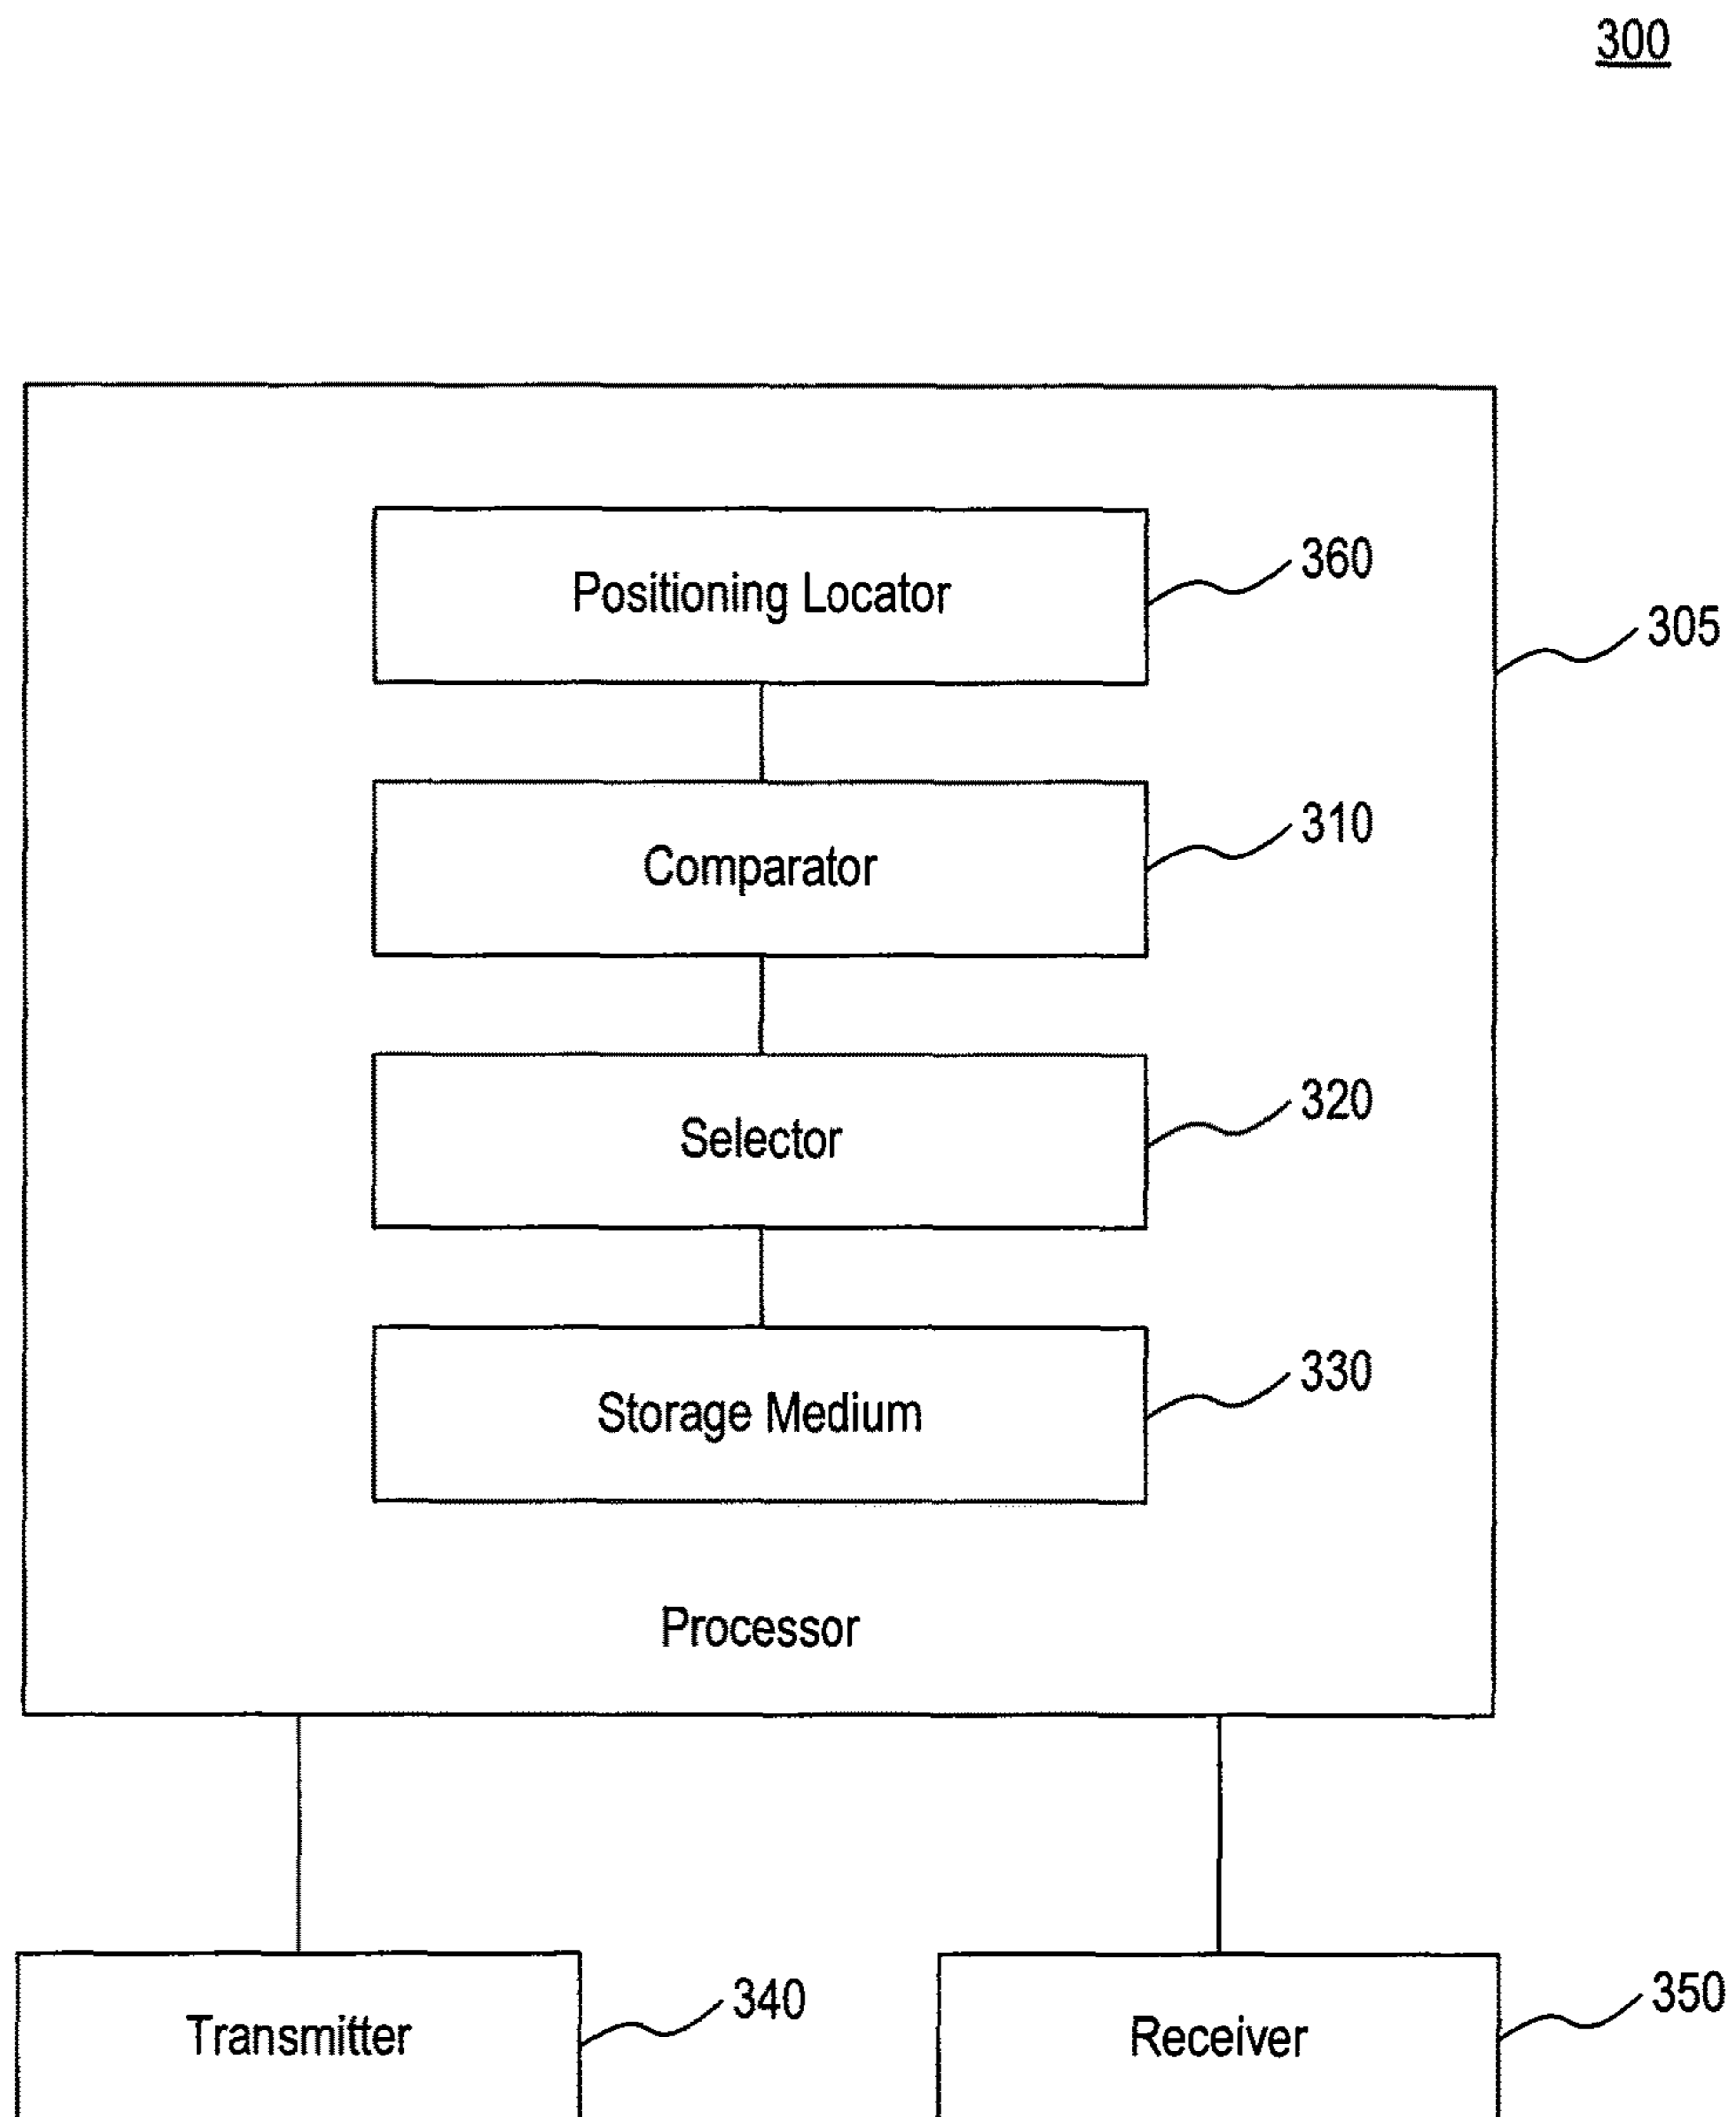 300
Positioning Locator
360
305
Comparator
310
Selector
320
Storage Medium
330
Processor
Transmitter
340
Receiver
350